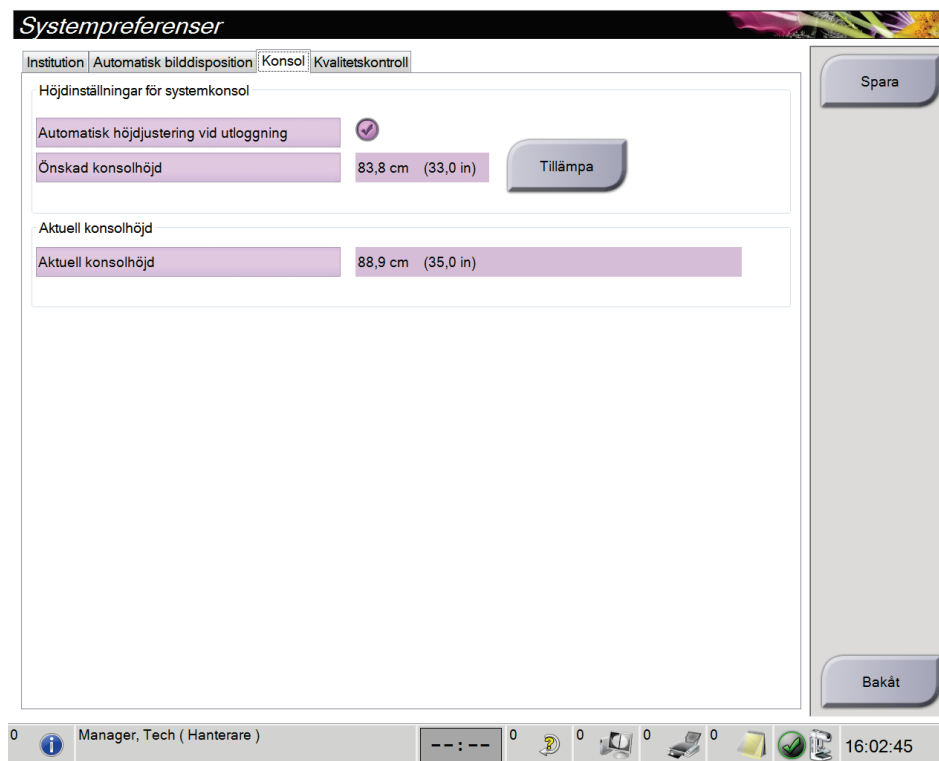 Systempreferenser
Institution Automatisk bilddisposition Konsol Kvalitetskontroll
Spara
Höjdinställningar för systemkonsol
Automatisk höjdjustering vid utloggning
Önskad konsolhöjd 83,8 cm (33,0 in) Tillämpa
Aktuell konsolhöjd
Aktuell konsolhöjd 88,9 cm (35,0 in)
Bakåt
0 Manager, Tech ( Hanterare ) --:-- 0 0 0 0 16:02:45